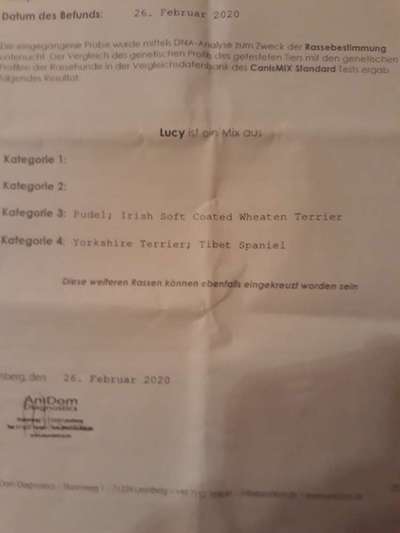 Datum des Befunds: 26. Februar 2020
Die eingegangene Probe wurde mittels DNA-Analyse zum Zweck der Rassebestimmung
untersucht. Der Vergleich des genetischen Profils des getesteten Tiers mit den genetischen
Profilen der Rassehunde in der Vergleichsdatenbank des CanisMIX Standard Tests ergab
folgendes Resultat:
Lucy ist ein Mix aus
Kategorie 1:
Kategorie 2:
Kategorie 3: Pudel; Irish Soft Coated Wheaten Terrier
Kategorie 4: Yorkshire Terrier; Tibet Spaniel
Diese weiteren Rassen können ebenfalls eingekreuzt worden sein
nberg, den 26. Februar 2020
AniDom
Diagnostics